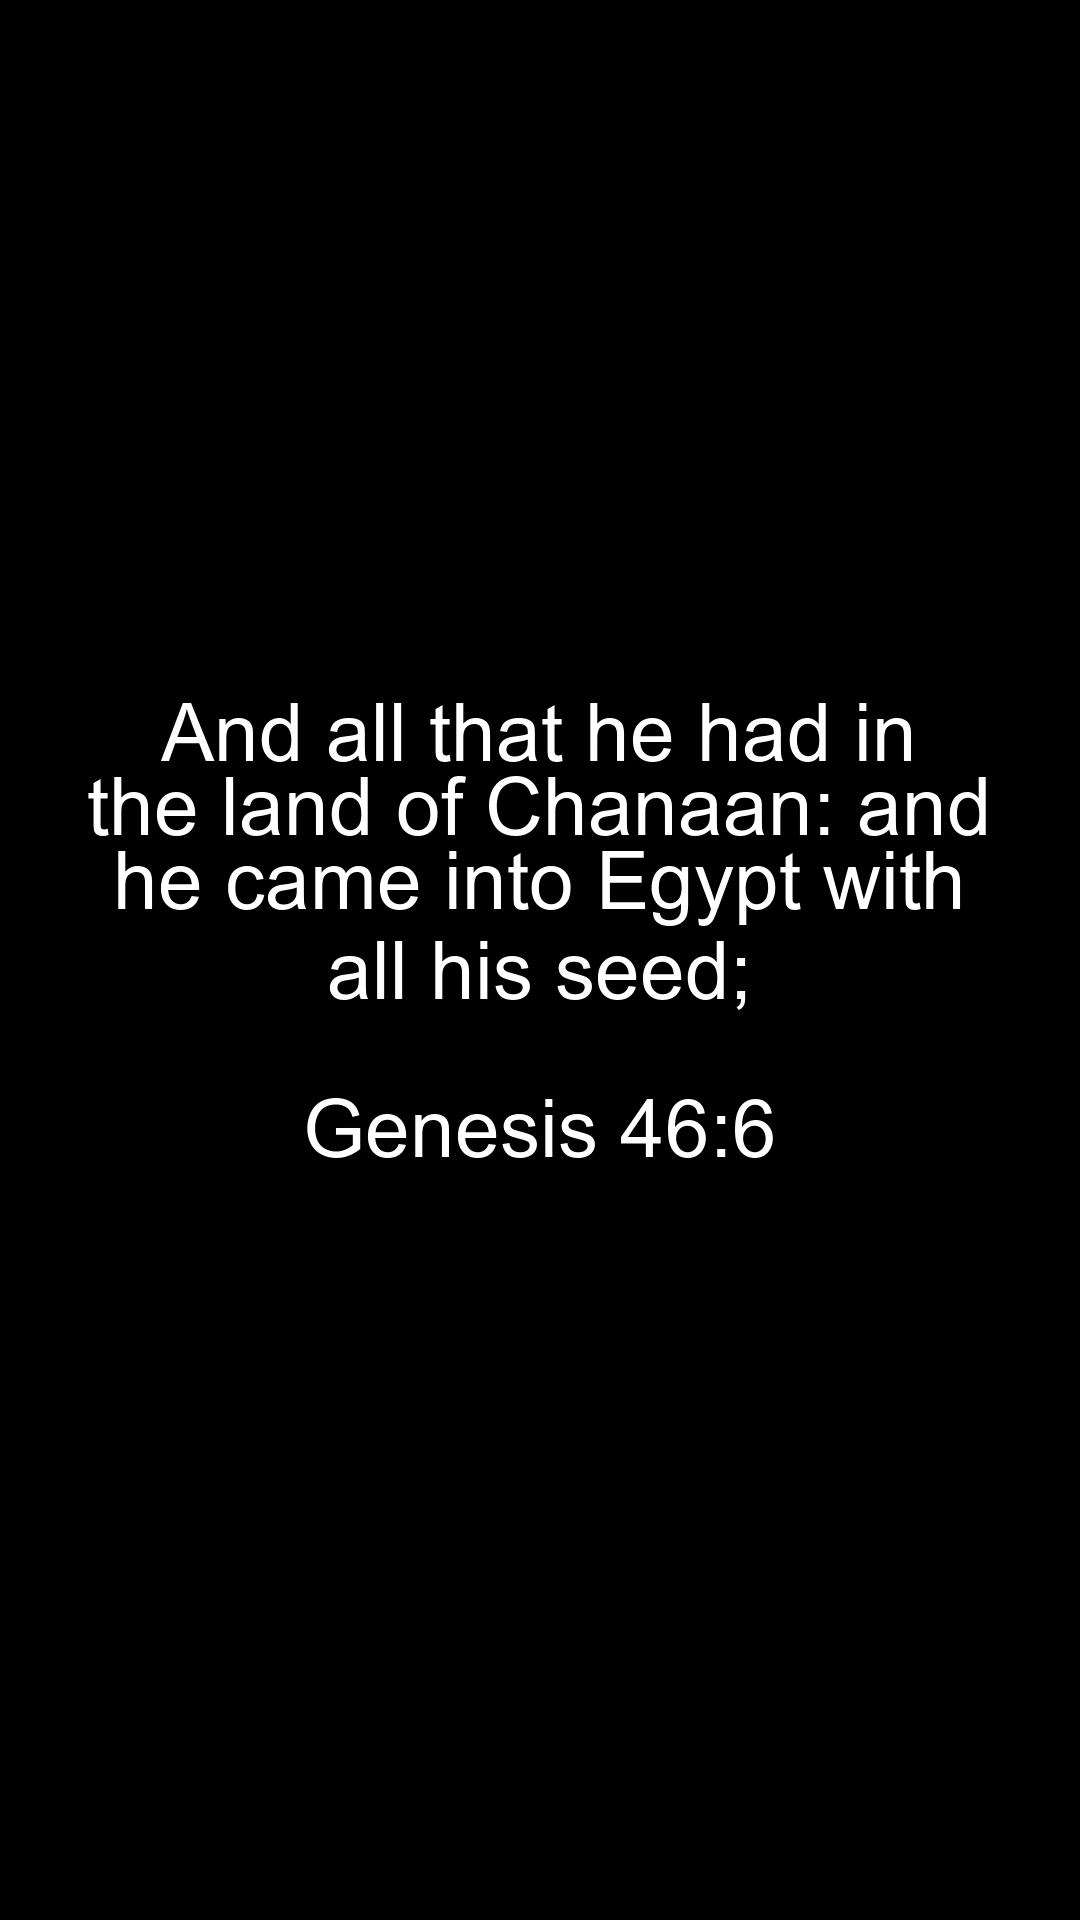 And all that he had in
the land of Chanaan: and
he came into Egypt with
all his seed;
Genesis 46:6